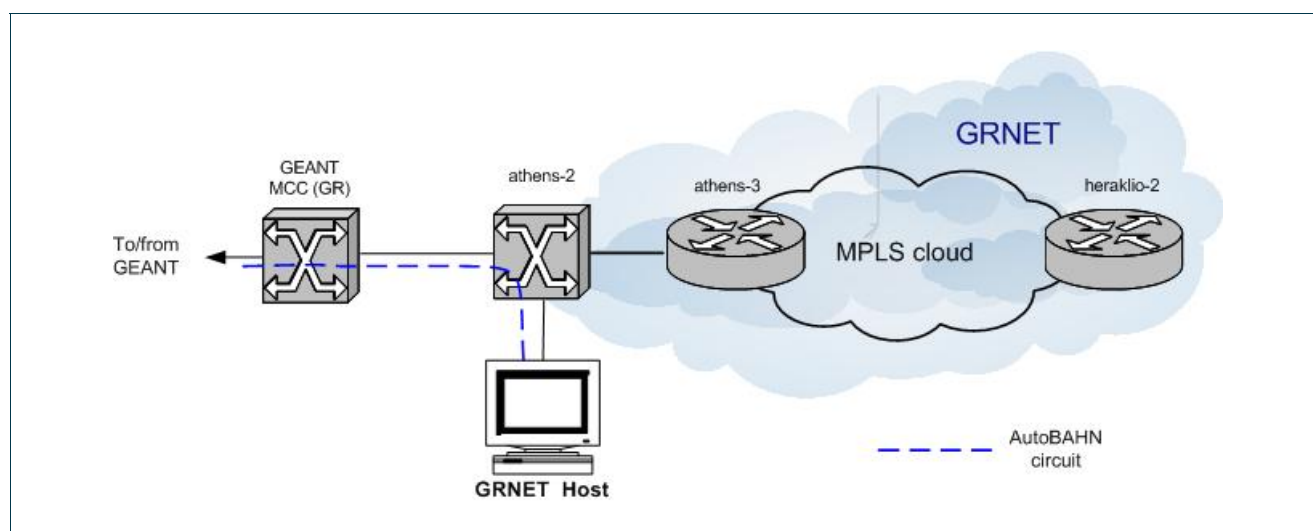 GRNET
GEANT
MCC (GR)
athens-2
athens-3
heraklio-2
To/from
GEANT
MPLS cloud
AutoBAHN
circuit
GRNET Host